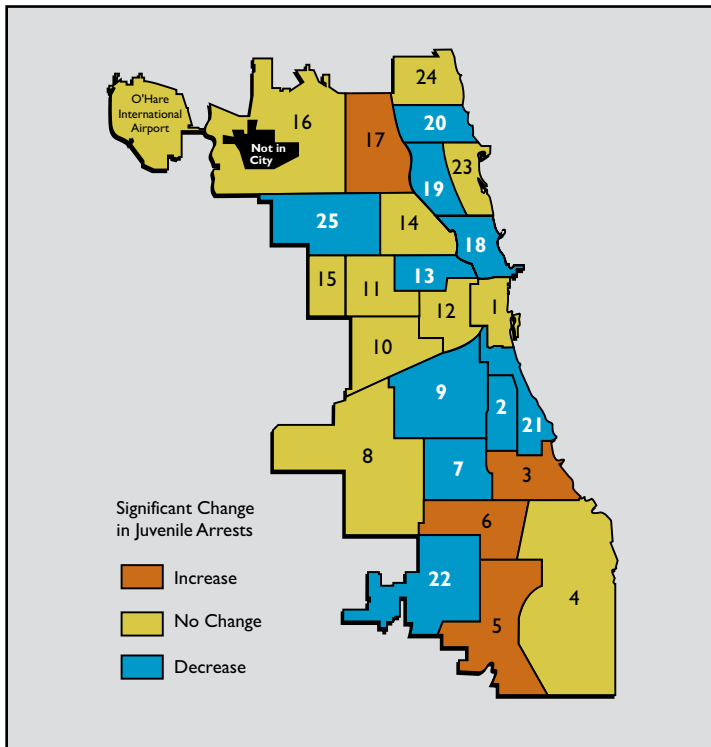 24
O'Hare
International
Airport
16
20
17
Not in
City
23
19
25
14
18
13
15
11
12
1
10
9
2
21
8
7
3
Significant Change
in Juvenile Arrests
6
Increase
22
4
No Change
5
Decrease